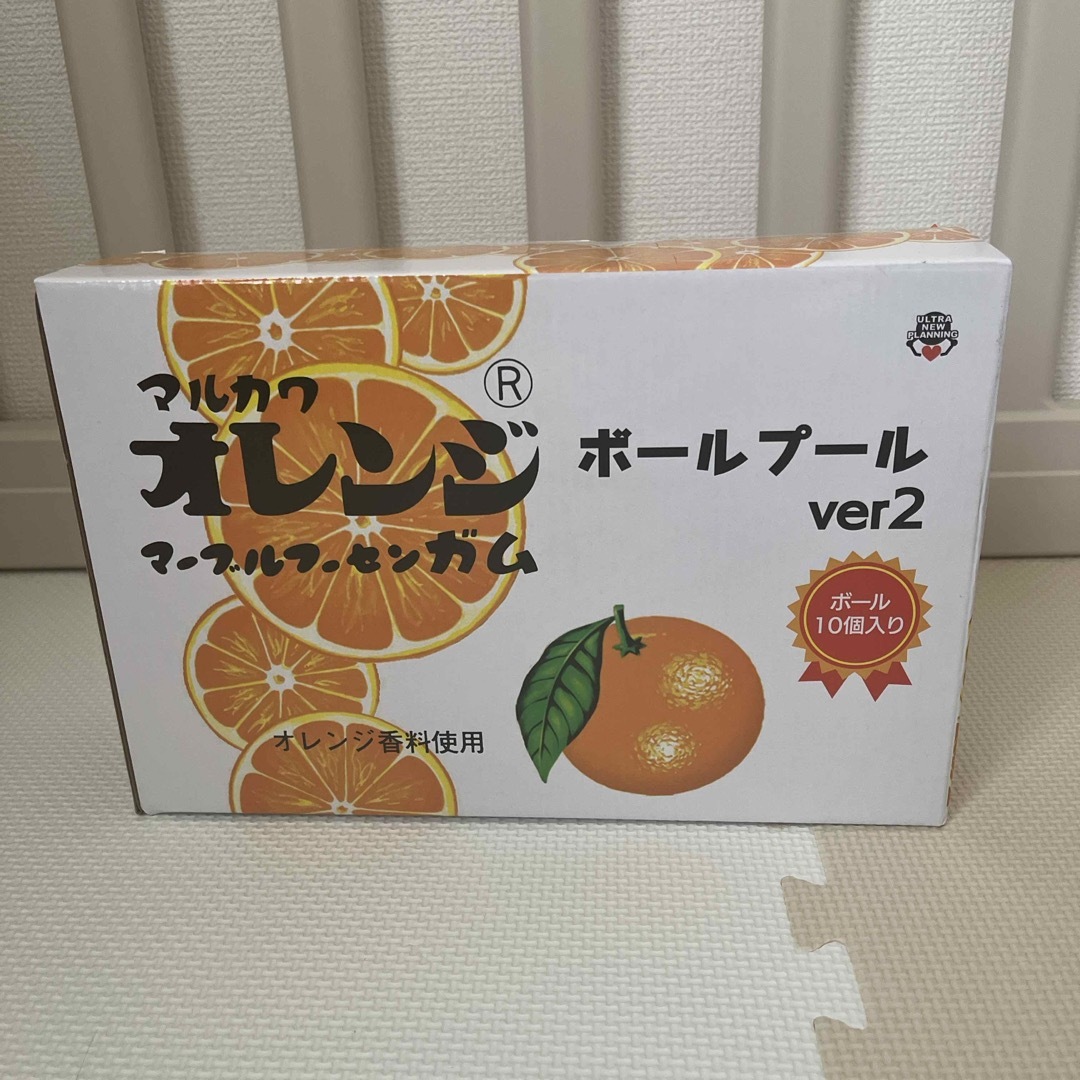 マルカワ
オレンジ®
マーブルフーセンガム
ボールプール
ver2
ULTRA
NEW
PLANNING
ボール
10個入り
オレンジ香料使用